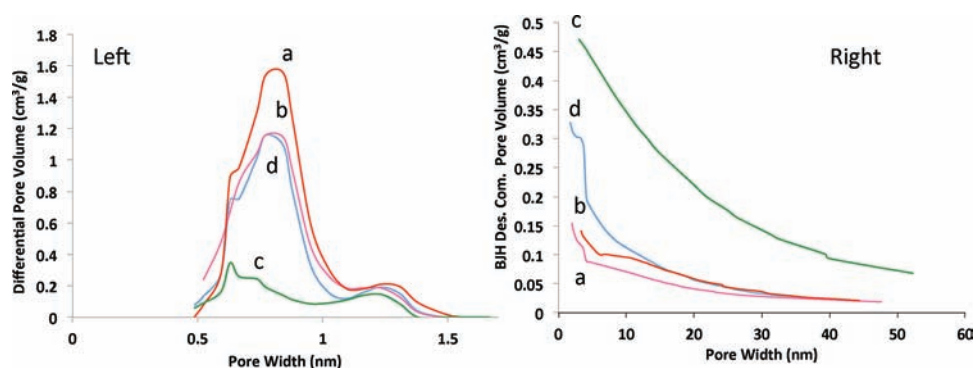 Left
Differential Pore Volume (cm³/g)
1.8
1.6
1.4
1.2
1
0.8
0.6
0.4
0.2
0
a
b
d
c
0
0.5
1
1.5
Pore Width (nm)
Right
BJH Des. Com. Pore Volume (cm³/g)
0.5
0.45
0.4
0.35
0.3
0.25
0.2
0.15
0.1
0.05
0
c
d
b
a
0
10
20
30
40
50
60
Pore Width (nm)